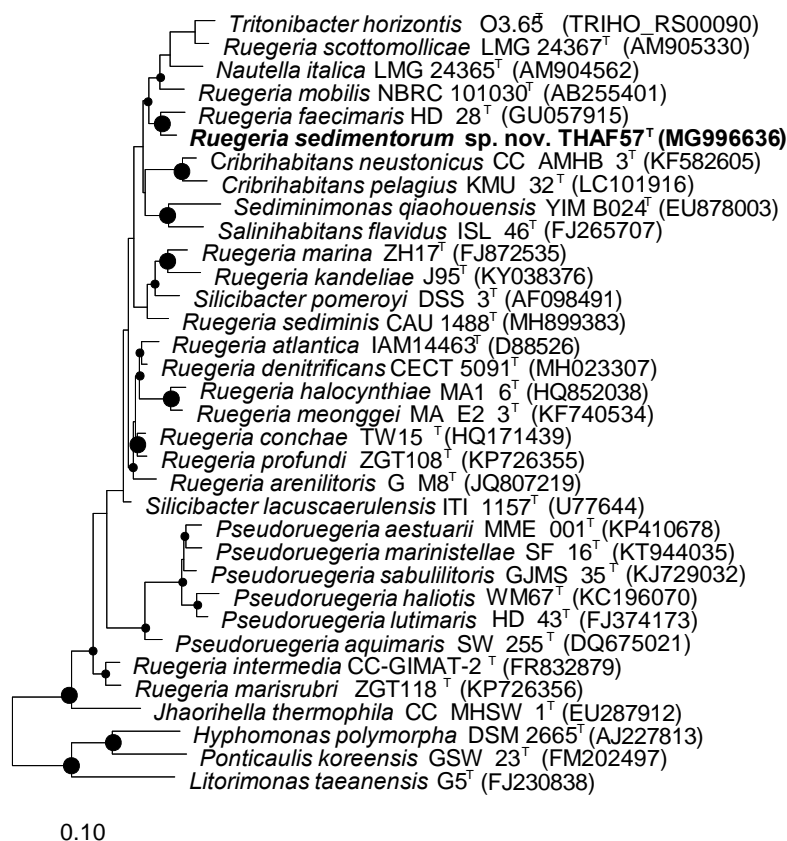 Tritonibacter horizontis O3.65T (TRIHO_RS00090)
Ruegeria scottomollicae LMG 24367T (AM905330)
Nautella italica LMG 24365T (AM904562)
Ruegeria mobilis NBRC 101030T (AB255401)
Ruegeria faecimaris HD 28T (GU057915)
Ruegeria sedimentorum sp. nov. THAF57T (MG996636)
Cribrihabitans neustonicus CC AMHB 3T (KF582605)
Cribrihabitans pelagius KMU 32T (LC101916)
Sediminimonas qiaohouensis YIM B024T (EU878003)
Salinihabitans flavidus ISL 46T (FJ265707)
Ruegeria marina ZH17T (FJ872535)
Ruegeria kandeliae J95T (KY038376)
Silicibacter pomeroyi DSS 3T (AF098491)
Ruegeria sediminis CAU 1488T (MH899383)
Ruegeria atlantica IAM14463T (D88526)
Ruegeria denitrificans CECT 5091T (MH023307)
Ruegeria halocynthiae MA1 6T (HQ852038)
Ruegeria meonggei MA E2 3T (KF740534)
Ruegeria conchae TW15 T (HQ171439)
Ruegeria profundi ZGT108T (KP726355)
Ruegeria arenilitoris G M8T (JQ807219)
Silicibacter lacuscaerulensis ITI 1157T (U77644)
Pseudoruegeria aestuarii MME 001T (KP410678)
Pseudoruegeria marinistellae SF 16T (KT944035)
Pseudoruegeria sabulilitoris GJMS 35T (KJ729032)
Pseudoruegeria haliotis WM67T (KC196070)
Pseudoruegeria lutimaris HD 43T (FJ374173)
Pseudoruegeria aquimaris SW 255T (DQ675021)
Ruegeria intermedia CC-GIMAT-2 T (FR832879)
Ruegeria marisrubri ZGT118 T (KP726356)
Jhaorihella thermophila CC MHSW 1T (EU287912)
Hyphomonas polymorpha DSM 2665T (AJ227813)
Ponticaulis koreensis GSW 23T (FM202497)
Litorimonas taeanensis G5T (FJ230838)
0.10